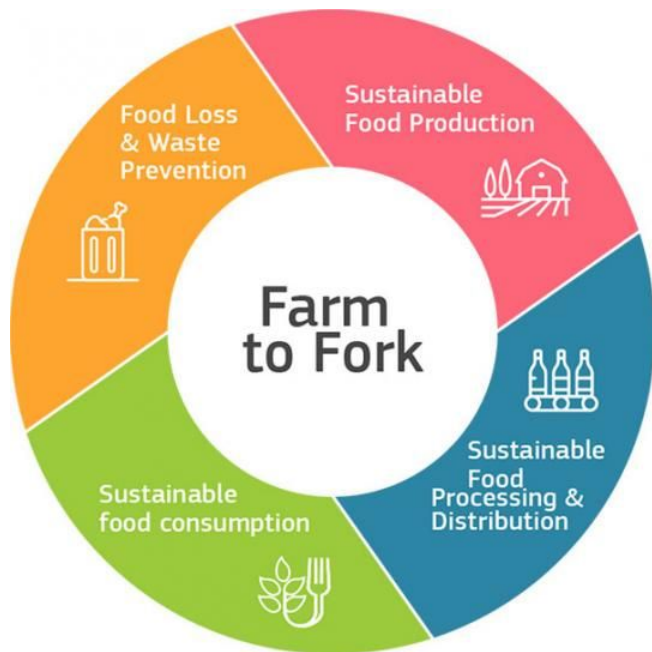 Food Loss
& Waste
Prevention
Sustainable
Food Production
Farm
to Fork
Sustainable
Food
Processing &
Distribution
Sustainable
food consumption